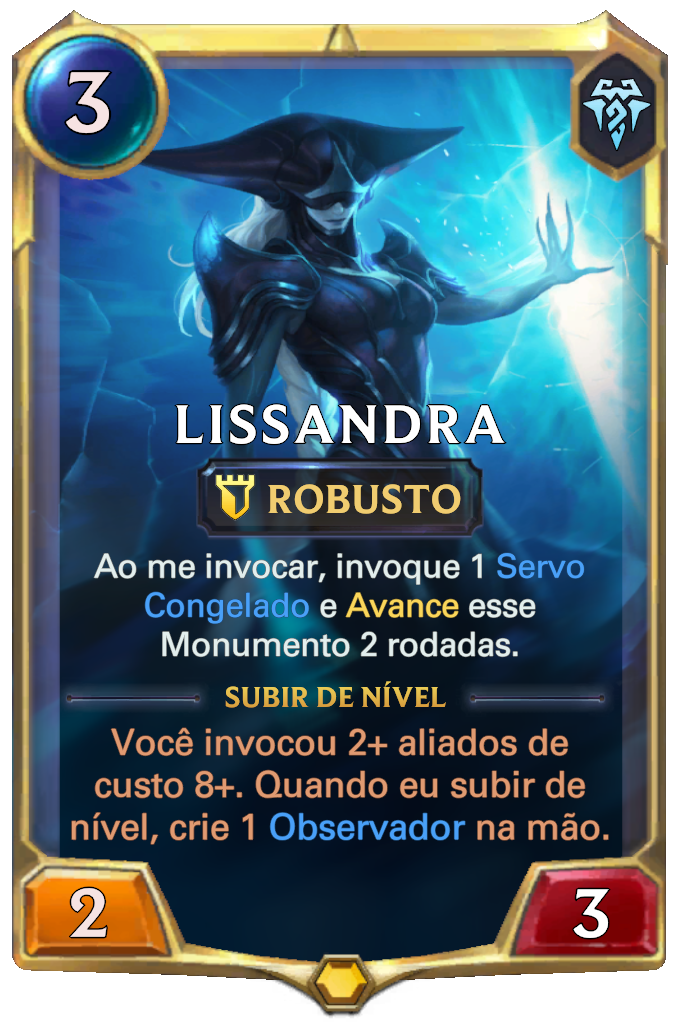 3
LISSANDRA
ROBUSTO
Ao me invocar, invoque 1 Servo
Congelado e Avance esse
Monumento 2 rodadas.
SUBIR DE NÍVEL
Você invocou 2+ aliados de
custo 8+. Quando eu subir de
nível, crie 1 Observador na mão.
2
3